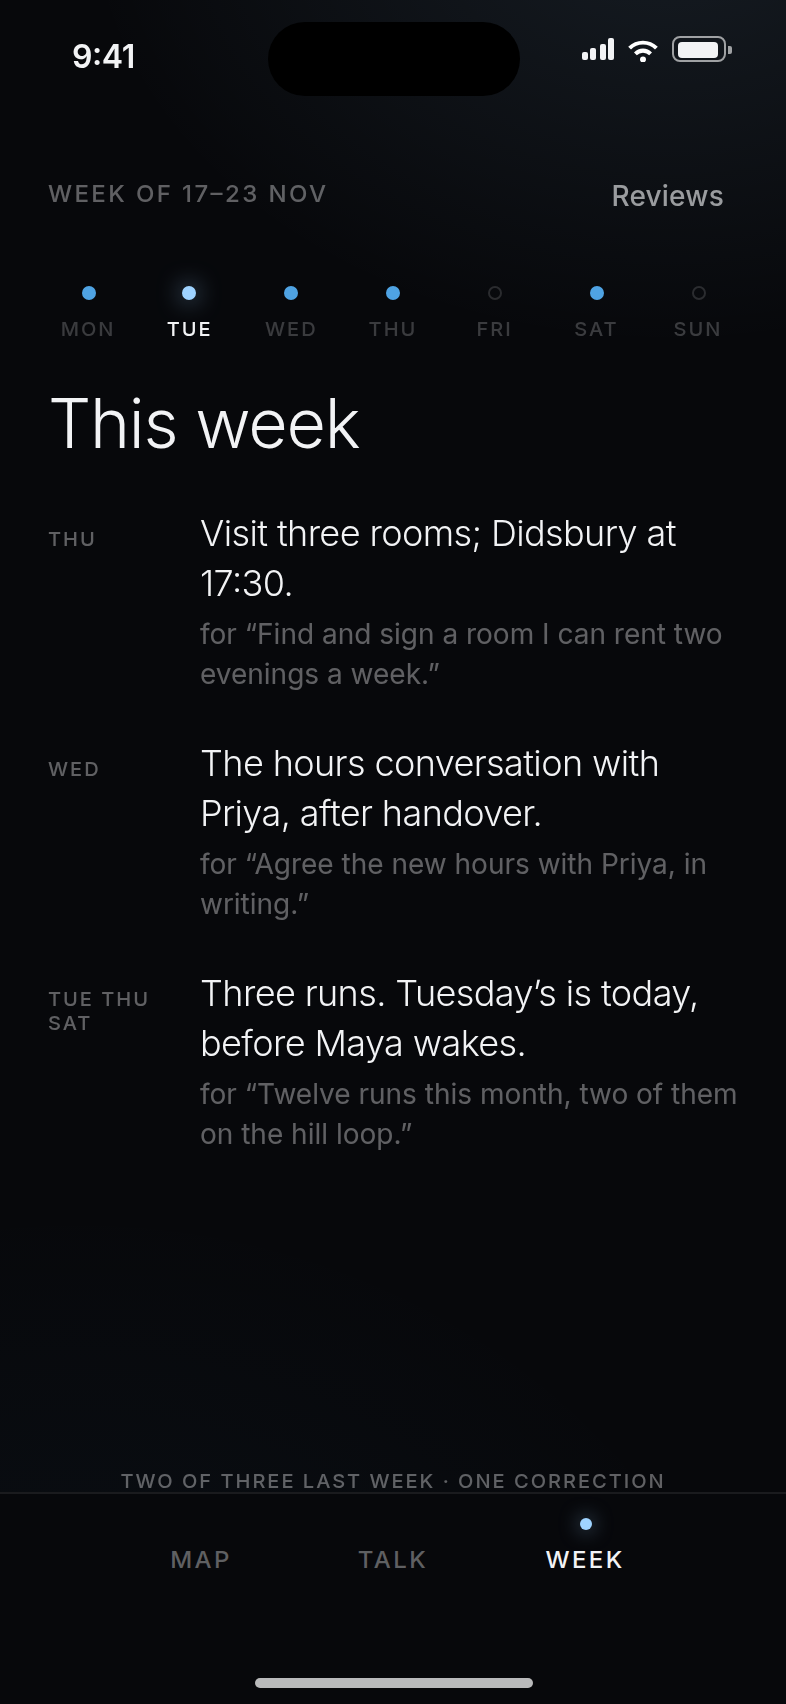 9:41
WEEK OF 17–23 NOV
Reviews
MON TUE WED THU FRI SAT SUN
This week
THU
Visit three rooms; Didsbury at
17:30.
for “Find and sign a room I can rent two
evenings a week.”
WED
The hours conversation with
Priya, after handover.
for “Agree the new hours with Priya, in
writing.”
TUE THU
SAT
Three runs. Tuesday’s is today,
before Maya wakes.
for “Twelve runs this month, two of them
on the hill loop.”
TWO OF THREE LAST WEEK · ONE CORRECTION
MAP TALK WEEK